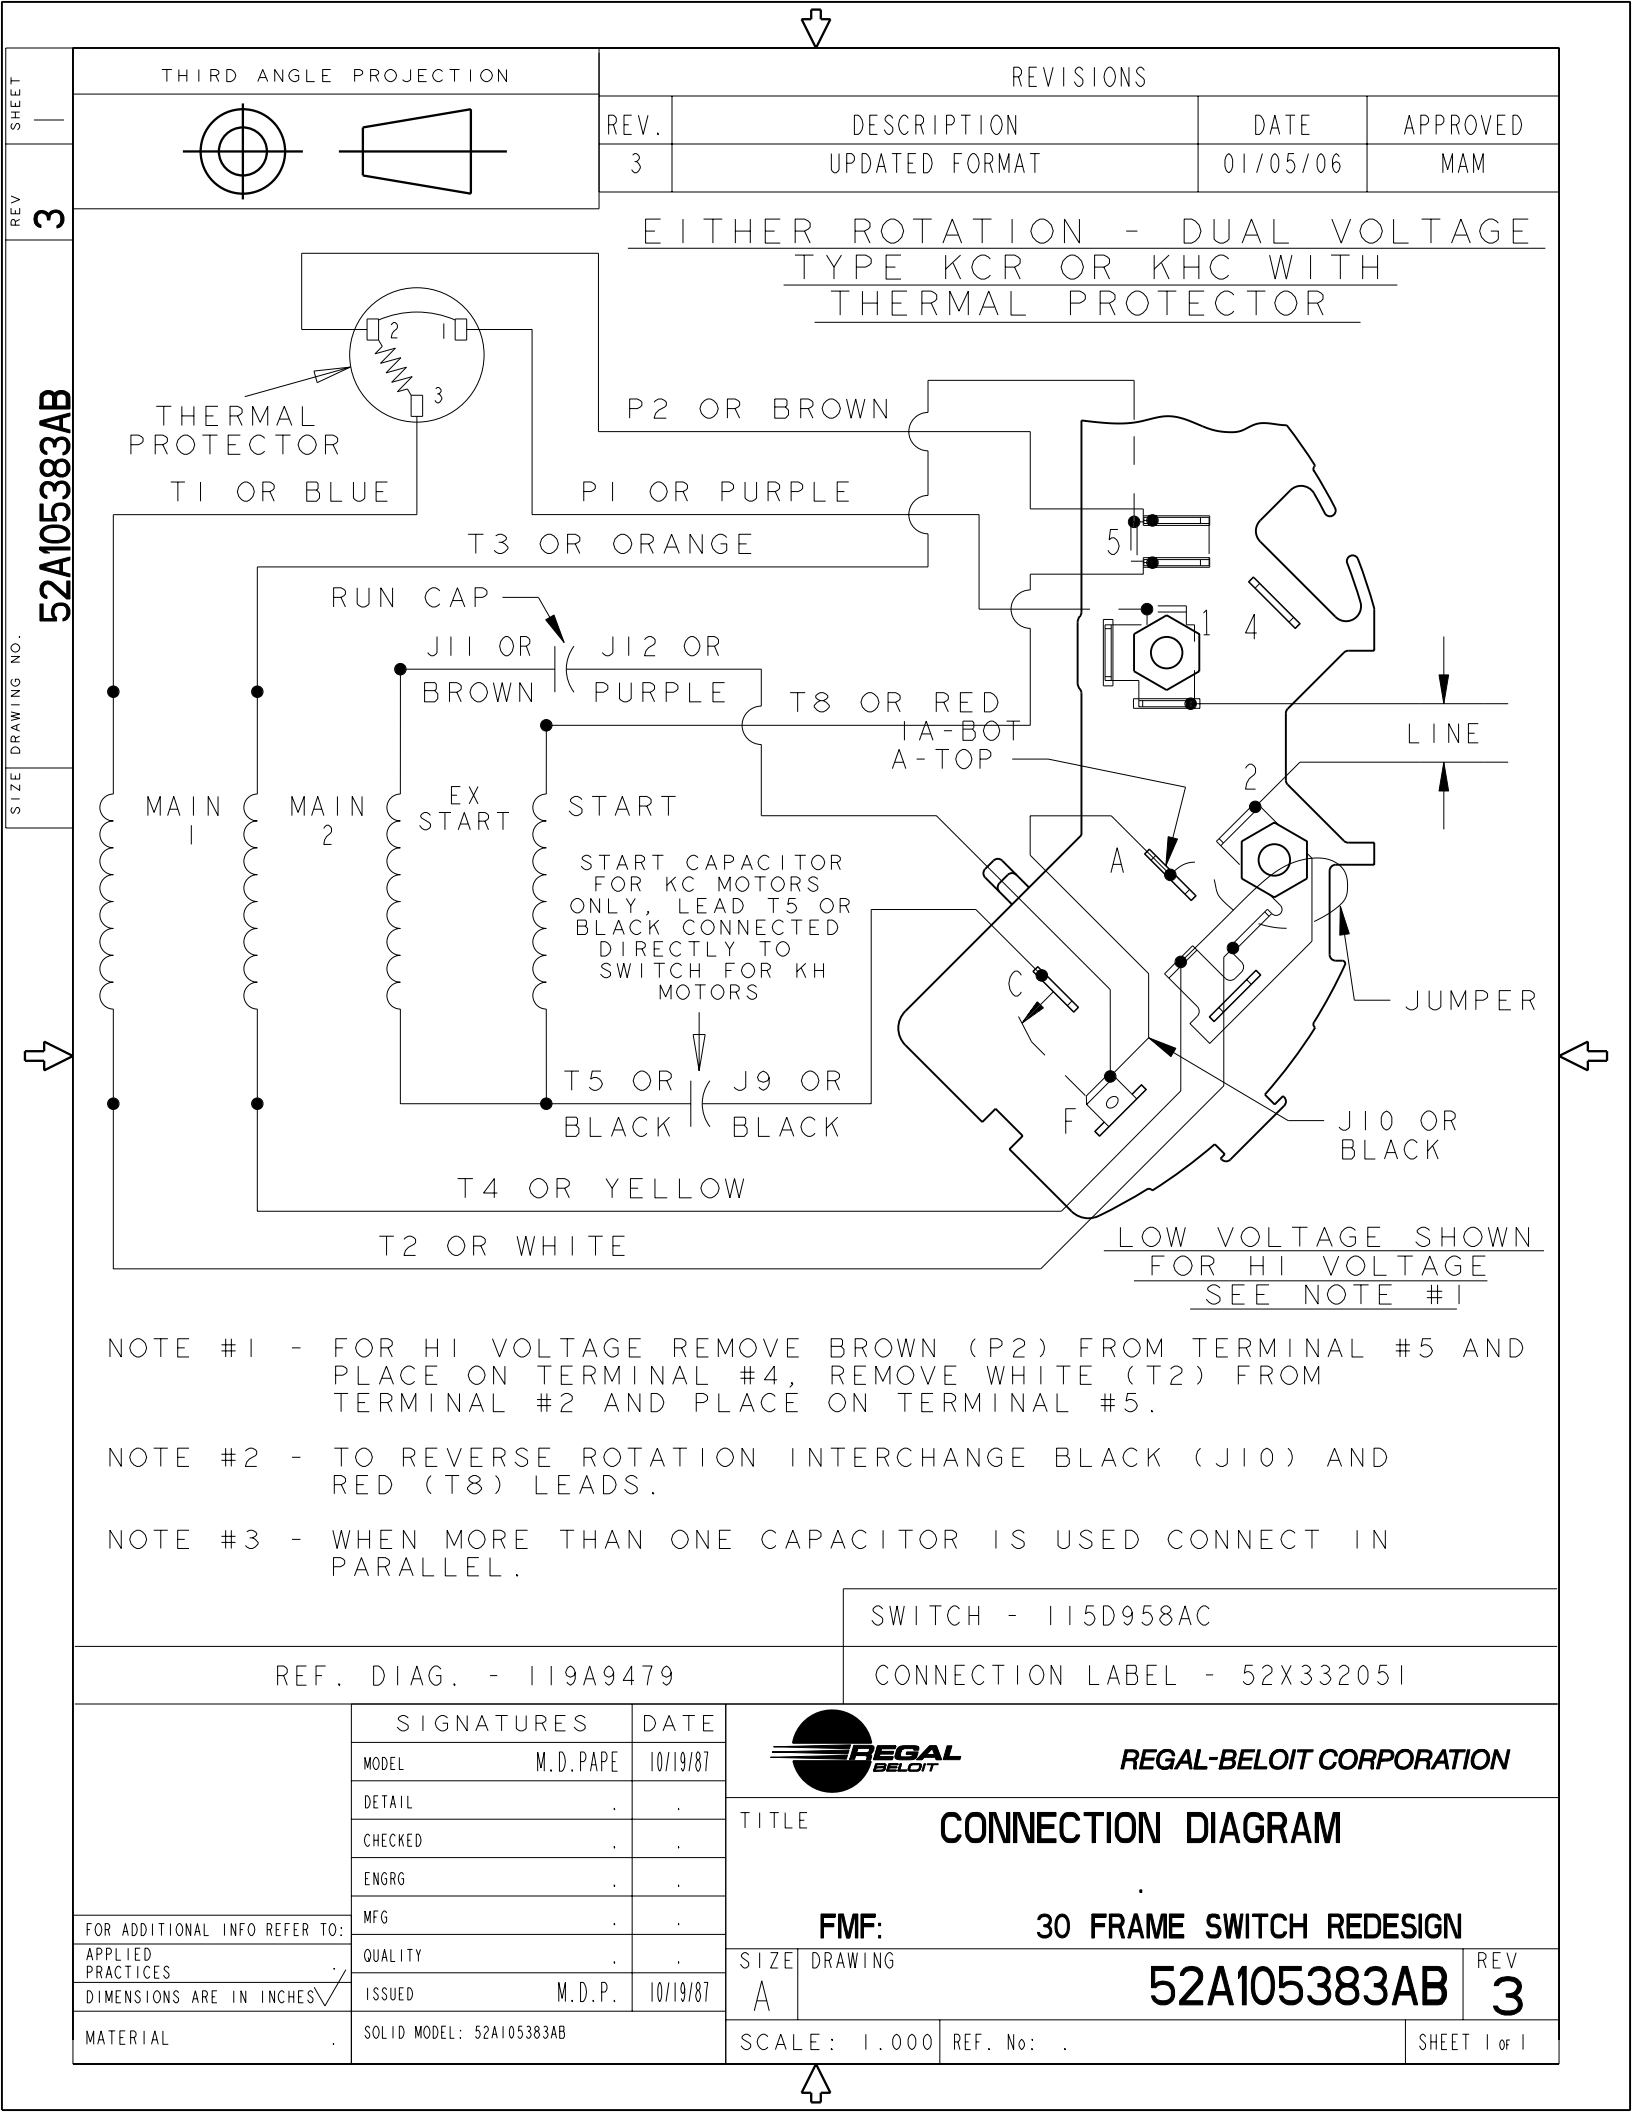 THIRD ANGLE PROJECTION
REVISIONS
REV.
DESCRIPTION
DATE
APPROVED
3
UPDATED FORMAT
01/05/06
MAM
SHEET
REV
3
DRAWING NO.
52A105383AB
SIZE
EITHER ROTATION - DUAL VOLTAGE
TYPE KCR OR KHC WITH
THERMAL PROTECTOR
2
1
3
THERMAL
PROTECTOR
P2 OR BROWN
T1 OR BLUE
P1 OR PURPLE
T3 OR ORANGE
5
RUN CAP
1
4
J11 OR
BROWN
J12 OR
PURPLE
T8 OR RED
1A-BOT
A-TOP
LINE
2
MAIN
1
MAIN
2
EX
START
START
A
START CAPACITOR
FOR KC MOTORS
ONLY, LEAD T5 OR
BLACK CONNECTED
DIRECTLY TO
SWITCH FOR KH
MOTORS
C
JUMPER
T5 OR
BLACK
J9 OR
BLACK
F
J10 OR
BLACK
T4 OR YELLOW
T2 OR WHITE
LOW VOLTAGE SHOWN
FOR HI VOLTAGE
SEE NOTE #1
NOTE #1 - FOR HI VOLTAGE REMOVE BROWN (P2) FROM TERMINAL #5 AND
PLACE ON TERMINAL #4, REMOVE WHITE (T2) FROM
TERMINAL #2 AND PLACE ON TERMINAL #5.
NOTE #2 - TO REVERSE ROTATION INTERCHANGE BLACK (J10) AND
RED (T8) LEADS.
NOTE #3 - WHEN MORE THAN ONE CAPACITOR IS USED CONNECT IN
PARALLEL.
SWITCH - 115D958AC
REF. DIAG. - 119A9479
CONNECTION LABEL - 52X332051
SIGNATURES
DATE
MODEL M.D.PAPE 10/19/87
DETAIL . .
CHECKED . .
ENGRG . .
MFG . .
QUALITY . .
ISSUED M.D.P. 10/19/87
SOLID MODEL: 52A105383AB
FOR ADDITIONAL INFO REFER TO:
APPLIED
PRACTICES .
DIMENSIONS ARE IN INCHES
MATERIAL .
REGAL
BELOIT
REGAL-BELOIT CORPORATION
TITLE
CONNECTION DIAGRAM
.
FMF: 30 FRAME SWITCH REDESIGN
SIZE
A
DRAWING
52A105383AB
REV
3
SCALE: 1.000
REF. No: .
SHEET 1 OF 1